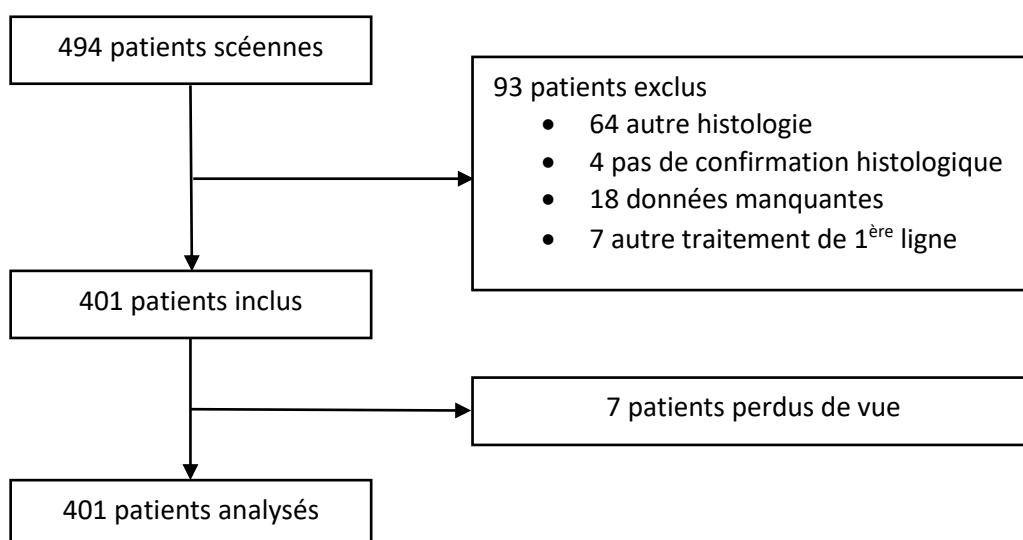 494 patients scéennes
93 patients exclus
• 64 autre histologie
• 4 pas de confirmation histologique
• 18 données manquantes
• 7 autre traitement de 1ère ligne
401 patients inclus
7 patients perdus de vue
401 patients analysés